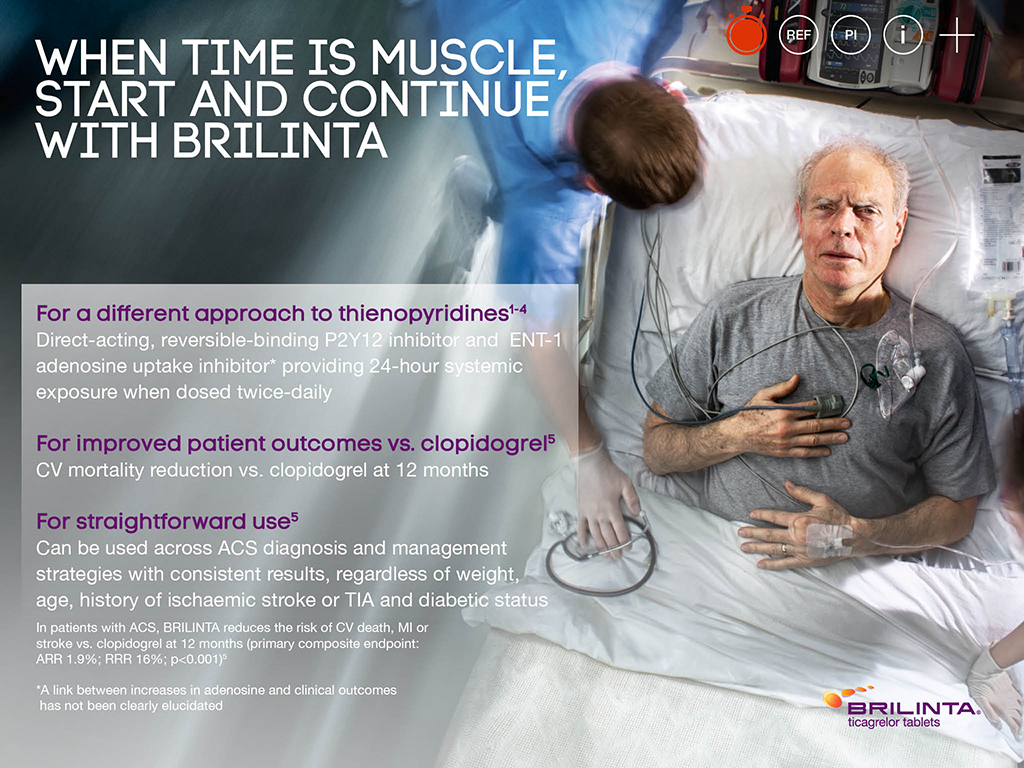 REF
PI
i
WHEN TIME IS MUSCLE,
START AND CONTINUE
WITH BRILINTA
For a different approach to thienopyridines1-4
Direct-acting, reversible-binding P2Y12 inhibitor and ENT-1
adenosine uptake inhibitor* providing 24-hour systemic
exposure when dosed twice-daily
For improved patient outcomes vs. clopidogrel5
CV mortality reduction vs. clopidogrel at 12 months
For straightforward use5
Can be used across ACS diagnosis and management
strategies with consistent results, regardless of weight,
age, history of ischaemic stroke or TIA and diabetic status
In patients with ACS, BRILINTA reduces the risk of CV death, MI or
stroke vs. clopidogrel at 12 months (primary composite endpoint:
ARR 1.9%; RRR 16%; p<0.001)5
*A link between increases in adenosine and clinical outcomes
has not been clearly elucidated
BRILINTA®
ticagrelor tablets